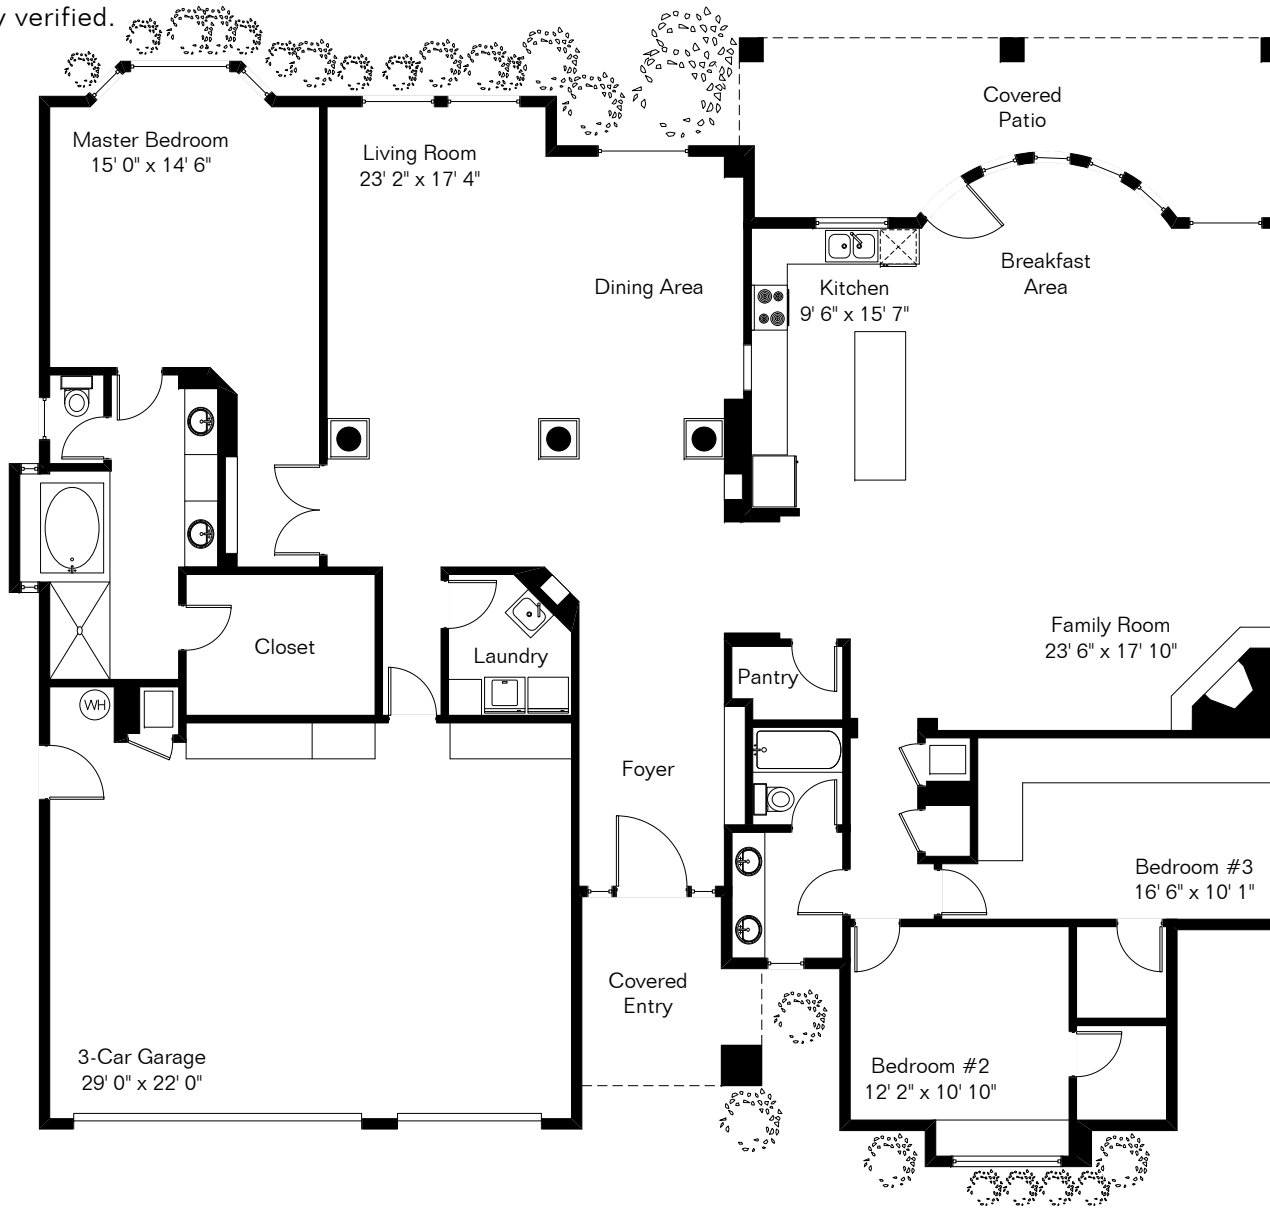 verified.
Covered
Patio
Master Bedroom
15' 0" x 14' 6"
Living Room
23' 2" x 17' 4"
Dining Area
Kitchen
9' 6" x 15' 7"
Breakfast
Area
Family Room
23' 6" x 17' 10"
Closet
Laundry
Pantry
WH
Foyer
Bedroom #3
16' 6" x 10' 1"
Covered
Entry
3-Car Garage
29' 0" x 22' 0"
Bedroom #2
12' 2" x 10' 10"